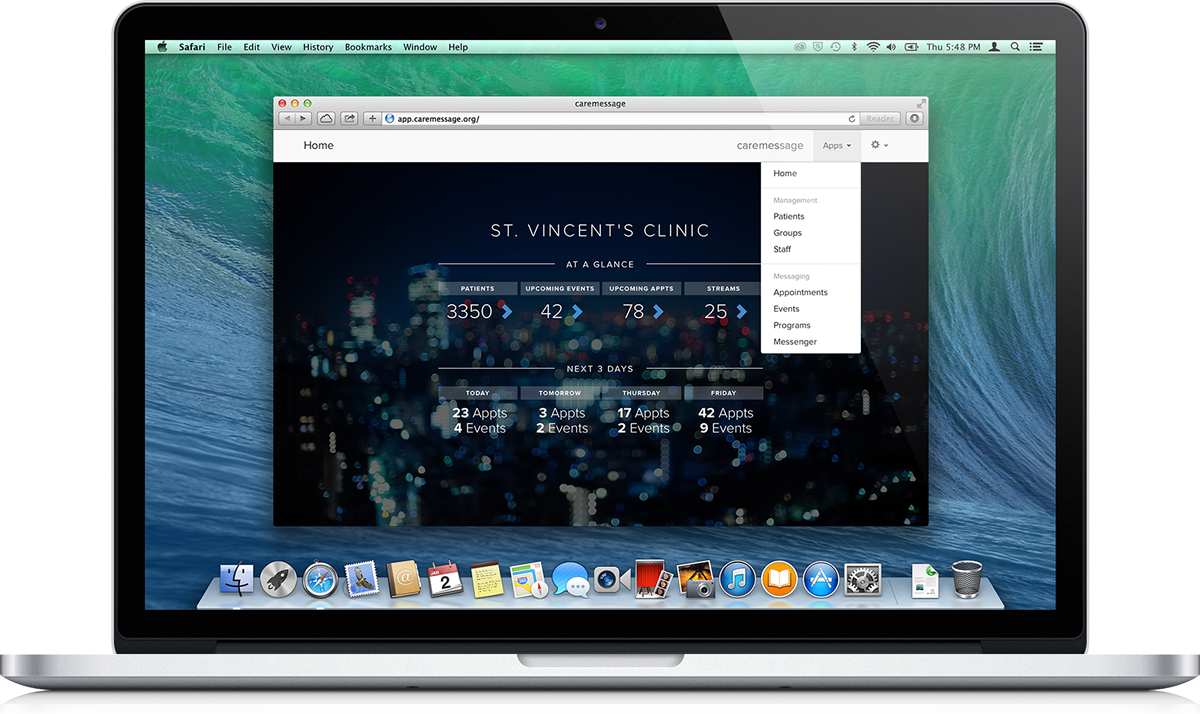 Safari File Edit View History Bookmarks Window Help Thu 5:48 PM
caremessage
app.caremessage.org/ Reader
Home caremessage Apps
Home
Management
Patients
Groups
Staff
Messaging
Appointments
Events
Programs
Messenger
ST. VINCENT'S CLINIC
AT A GLANCE
PATIENTS UPCOMING EVENTS UPCOMING APPTS STREAMS
3350 42 78 25
NEXT 3 DAYS
TODAY TOMORROW THURSDAY FRIDAY
23 Appts 3 Appts 17 Appts 42 Appts
4 Events 2 Events 2 Events 9 Events
JAN
2